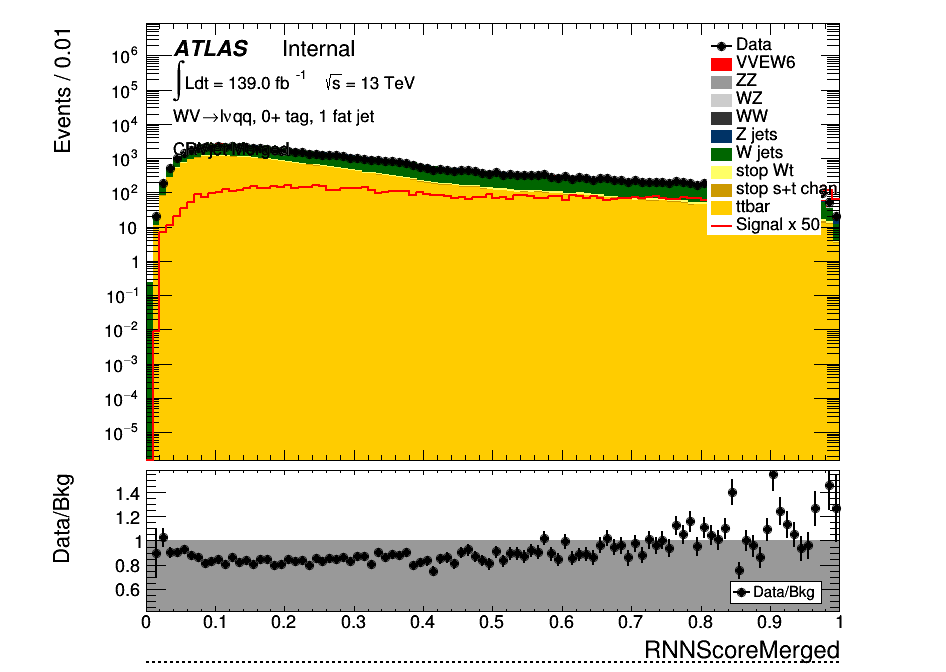 Events / 0.01
ATLAS Internal
∫Ldt = 139.0 fb⁻¹ √s = 13 TeV
WV→lνqq, 0+ tag, 1 fat jet
Merged
Data
VVEW6
ZZ
WZ
WW
Z jets
W jets
stop Wt
stop s+t chan
ttbar
Signal x 50
10⁶
10⁵
10⁴
10³
10²
10
1
10⁻¹
10⁻²
10⁻³
10⁻⁴
10⁻⁵
Data/Bkg
1.4
1.2
1
0.8
0.6
Data/Bkg
0 0.1 0.2 0.3 0.4 0.5 0.6 0.7 0.8 0.9 1
RNNScoreMerged